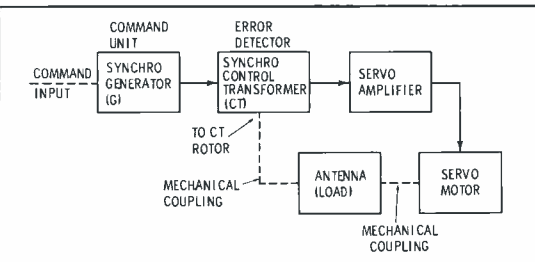 COMMAND
UNIT
ERROR
DETECTOR
COMMAND
INPUT
SYNCHRO
GENERATOR
(G)
SYNCHRO
CONTROL
TRANSFORMER
(CT)
SERVO
AMPLIFIER
TO CT
ROTOR
MECHANICAL
COUPLING
ANTENNA
(LOAD)
SERVO
MOTOR
MECHANICAL
COUPLING